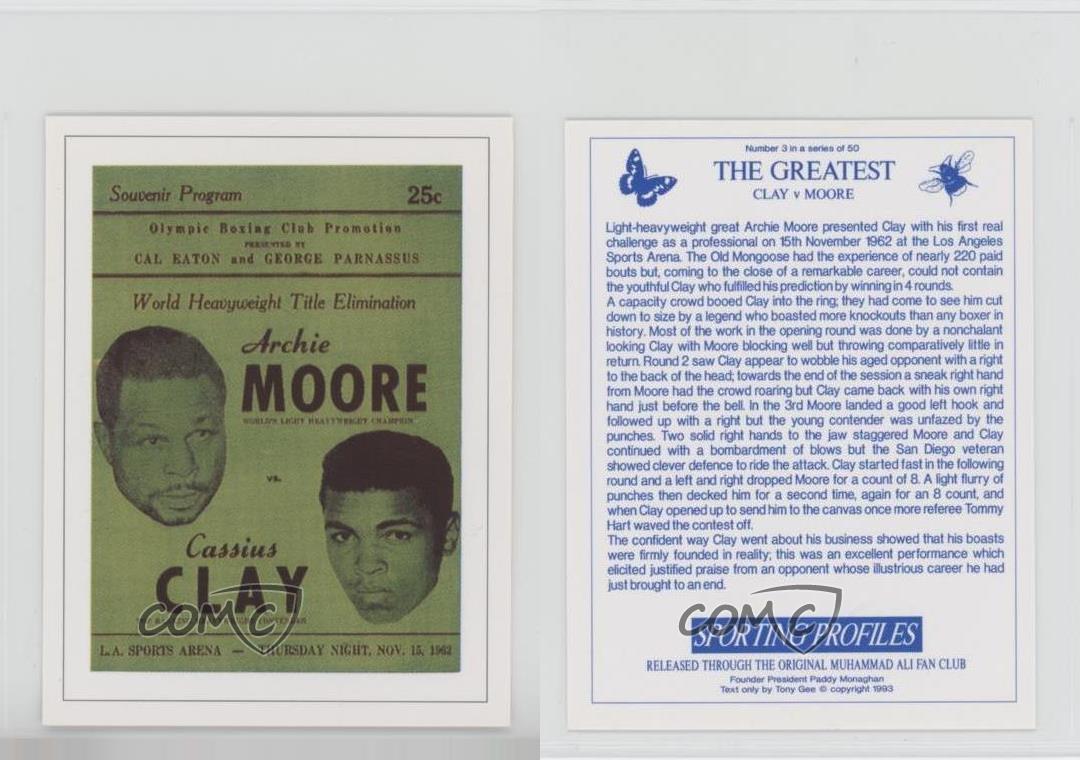 Souvenir Program 25c
Olympic Boxing Club Promotion
PRESENTED BY
CAL EATON and GEORGE PARNASSUS
World Heavyweight Title Elimination
Archie
MOORE
WORLD'S LIGHT HEAVYWEIGHT CHAMPION
vs.
Cassius
CLAY
COMC
L.A. SPORTS ARENA — THURSDAY NIGHT, NOV. 15, 1962
Number 3 in a series of 50
THE GREATEST
CLAY v MOORE
Light-heavyweight great Archie Moore presented Clay with his first real
challenge as a professional on 15th November 1962 at the Los Angeles
Sports Arena. The Old Mongoose had the experience of nearly 220 paid
bouts but, coming to the close of a remarkable career, could not contain
the youthful Clay who fulfilled his prediction by winning in 4 rounds.
A capacity crowd booed Clay into the ring; they had come to see him cut
down to size by a legend who boasted more knockouts than any boxer in
history. Most of the work in the opening round was done by a nonchalant
looking Clay with Moore blocking well but throwing comparatively little in
return. Round 2 saw Clay appear to wobble his aged opponent with a right
to the back of the head; towards the end of the session a sneak right hand
from Moore had the crowd roaring but Clay came back with his own right
hand just before the bell. In the 3rd Moore landed a good left hook and
followed up with a right but the young contender was unfazed by the
punches. Two solid right hands to the jaw staggered Moore and Clay
continued with a bombardment of blows but the San Diego veteran
showed clever defence to ride the attack. Clay started fast in the following
round and a left and right dropped Moore for a count of 8. A light flurry of
punches then decked him for a second time, again for an 8 count, and
when Clay opened up to send him to the canvas once more referee Tommy
Hart waved the contest off.
The confident way Clay went about his business showed that his boasts
were firmly founded in reality; this was an excellent performance which
elicited justified praise from an opponent whose illustrious career he had
just brought to an end.
COMC
SPORTING PROFILES
RELEASED THROUGH THE ORIGINAL MUHAMMAD ALI FAN CLUB
Founder President Paddy Monaghan
Text only by Tony Gee © copyright 1993